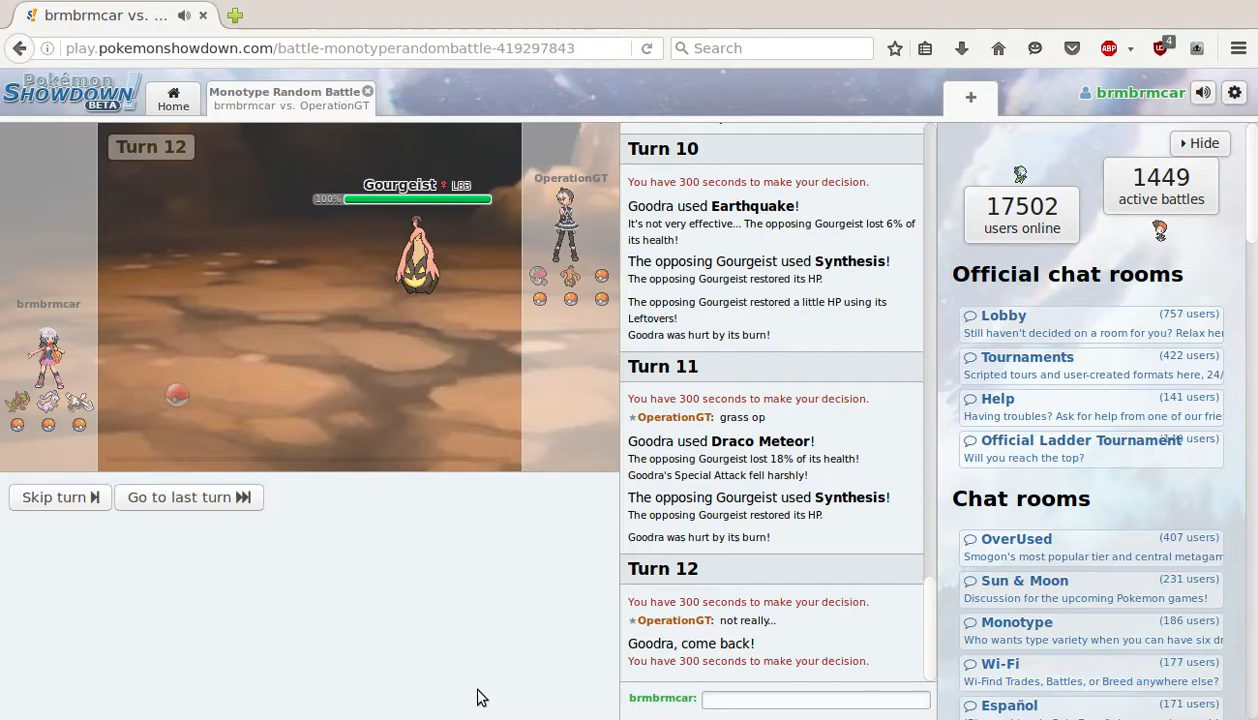 brmbrmcar vs. ...
play.pokemonshowdown.com/battle-monotyperandombattle-419297843
Search
ABP
4
Pokémon
SHOWDOWN
BETA
Home
Monotype Random Battle
brmbrmcar vs. OperationGT
+
brmbrmcar
Turn 12
Gourgeist ♀ L83
100%
OperationGT
brmbrmcar
Skip turn
Go to last turn
Turn 10
You have 300 seconds to make your decision.
Goodra used Earthquake!
It's not very effective... The opposing Gourgeist lost 6% of
its health!
The opposing Gourgeist used Synthesis!
The opposing Gourgeist restored its HP.
The opposing Gourgeist restored a little HP using its
Leftovers!
Goodra was hurt by its burn!
Turn 11
You have 300 seconds to make your decision.
★OperationGT: grass op
Goodra used Draco Meteor!
The opposing Gourgeist lost 18% of its health!
Goodra's Special Attack fell harshly!
The opposing Gourgeist used Synthesis!
The opposing Gourgeist restored its HP.
Goodra was hurt by its burn!
Turn 12
You have 300 seconds to make your decision.
★OperationGT: not really...
Goodra, come back!
You have 300 seconds to make your decision.
brmbrmcar:
Hide
17502
users online
1449
active battles
Official chat rooms
Lobby (757 users)
Still haven't decided on a room for you? Relax her
Tournaments (422 users)
Scripted tours and user-created formats here, 24/
Help (141 users)
Having troubles? Ask for help from one of our frie
Official Ladder Tournament users)
Will you reach the top?
Chat rooms
OverUsed (407 users)
Smogon's most popular tier and central metagam
Sun & Moon (231 users)
Discussion for the upcoming Pokemon games!
Monotype (186 users)
Who wants type variety when you can have six dr
Wi-Fi (177 users)
Wi-Find Trades, Battles, or Breed anywhere else?
Español (171 users)